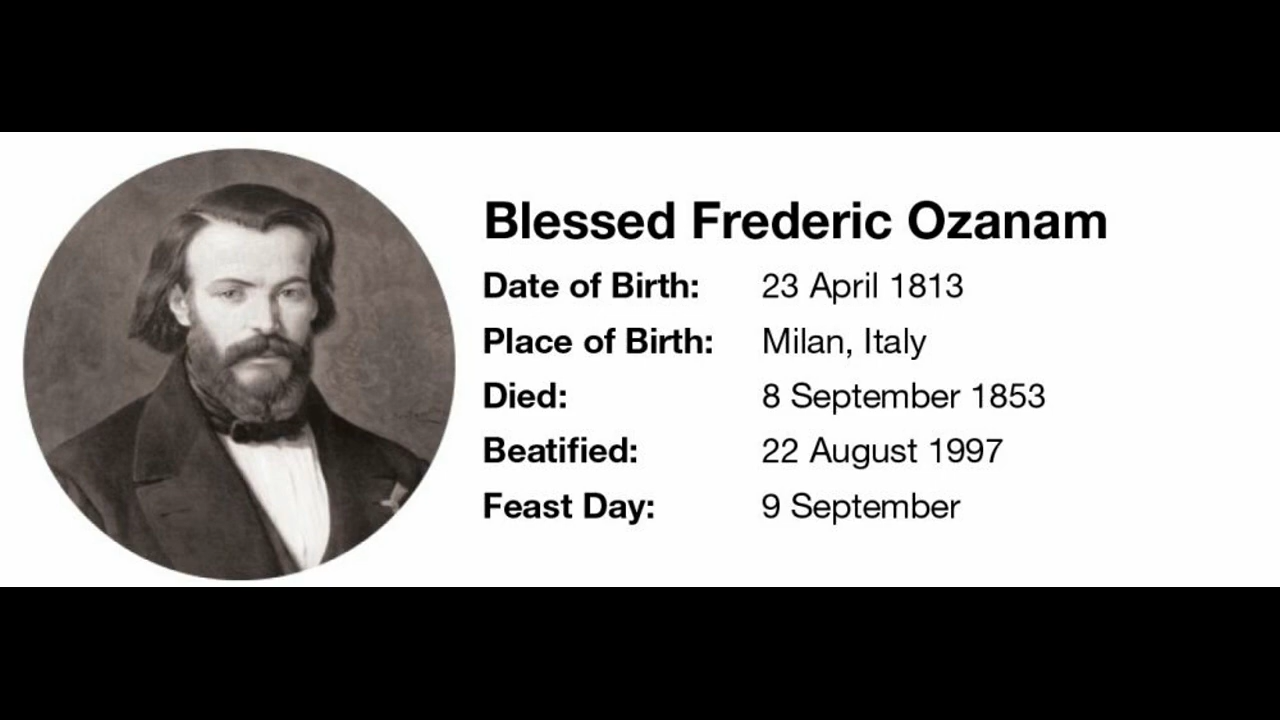 Blessed Frederic Ozanam
Date of Birth: 23 April 1813
Place of Birth: Milan, Italy
Died: 8 September 1853
Beatified: 22 August 1997
Feast Day: 9 September